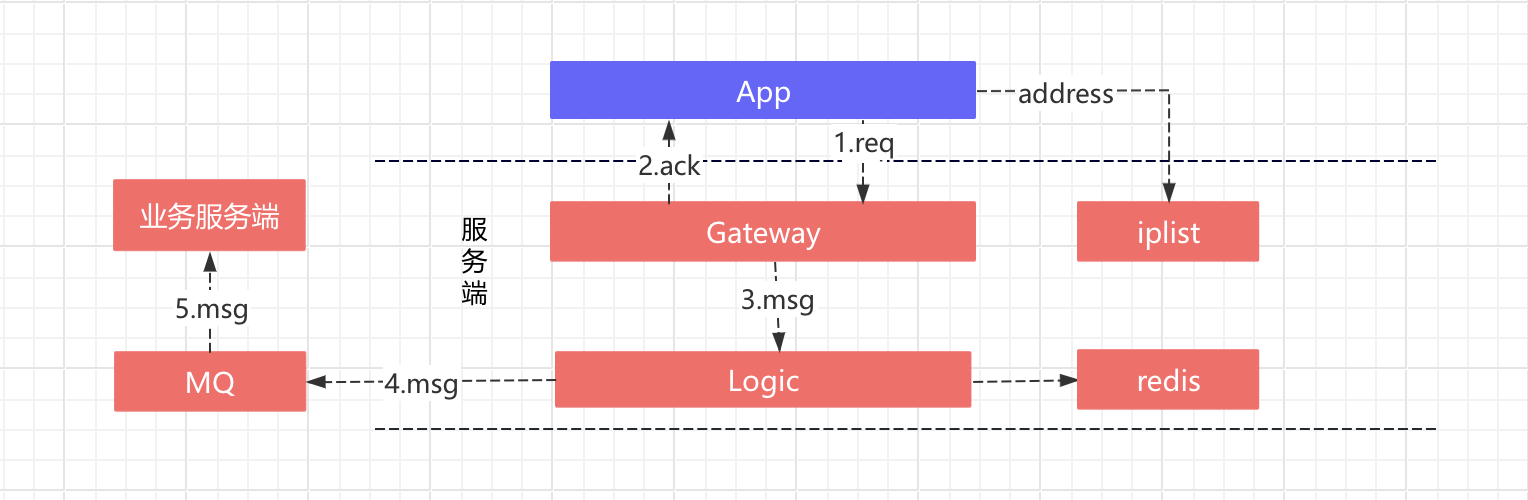 App
address
1.req
2.ack
业务服务端
服务端
Gateway
iplist
5.msg
3.msg
MQ
4.msg
Logic
redis